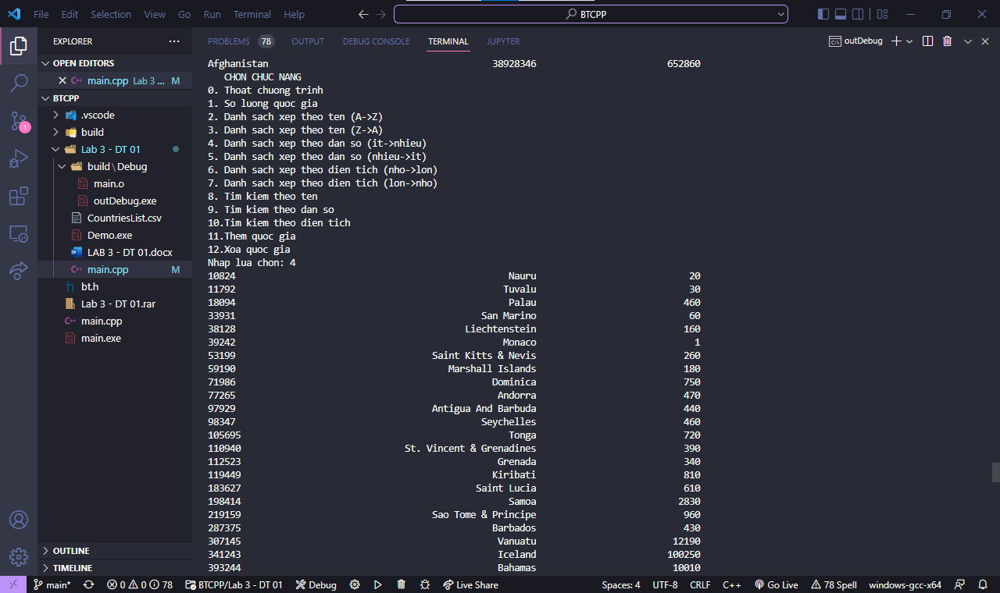 File Edit Selection View Go Run Terminal Help BTCPP
EXPLORER
OPEN EDITORS
main.cpp Lab 3 ... M
BTCPP
.vscode
build
Lab 3 - DT 01
build\Debug
main.o
outDebug.exe
CountriesList.csv
Demo.exe
LAB 3 - DT 01.docx
main.cpp M
bt.h
Lab 3 - DT 01.rar
main.cpp
main.exe
OUTLINE
TIMELINE
1
PROBLEMS 78 OUTPUT DEBUG CONSOLE TERMINAL JUPYTER outDebug
Afghanistan 38928346 652860
CHON CHUC NANG
0. Thoat chuong trinh
1. So luong quoc gia
2. Danh sach xep theo ten (A->Z)
3. Danh sach xep theo ten (Z->A)
4. Danh sach xep theo dan so (it->nhieu)
5. Danh sach xep theo dan so (nhieu->it)
6. Danh sach xep theo dien tich (nho->lon)
7. Danh sach xep theo dien tich (lon->nho)
8. Tim kiem theo ten
9. Tim kiem theo dan so
10.Tim kiem theo dien tich
11.Them quoc gia
12.Xoa quoc gia
Nhap lua chon: 4
10824 Nauru 20
11792 Tuvalu 30
18094 Palau 460
33931 San Marino 60
38128 Liechtenstein 160
39242 Monaco 1
53199 Saint Kitts & Nevis 260
59190 Marshall Islands 180
71986 Dominica 750
77265 Andorra 470
97929 Antigua And Barbuda 440
98347 Seychelles 460
105695 Tonga 720
110940 St. Vincent & Grenadines 390
112523 Grenada 340
119449 Kiribati 810
183627 Saint Lucia 610
198414 Samoa 2830
219159 Sao Tome & Principe 960
287375 Barbados 430
307145 Vanuatu 12190
341243 Iceland 100250
393244 Bahamas 10010
main* 0 0 78 BTCPP/Lab 3 - DT 01 Debug Live Share Spaces: 4 UTF-8 CRLF C++ Go Live 78 Spell windows-gcc-x64